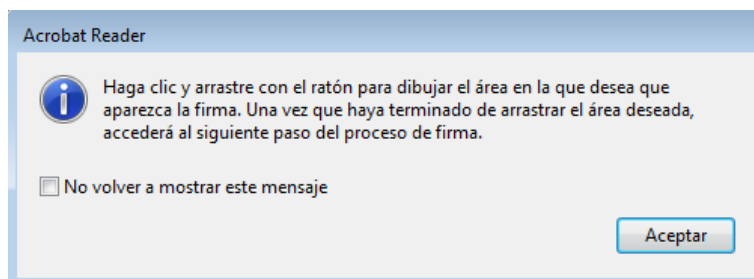 Acrobat Reader
Haga clic y arrastre con el ratón para dibujar el área en la que desea que
aparezca la firma. Una vez que haya terminado de arrastrar el área deseada,
accederá al siguiente paso del proceso de firma.
No volver a mostrar este mensaje
Aceptar